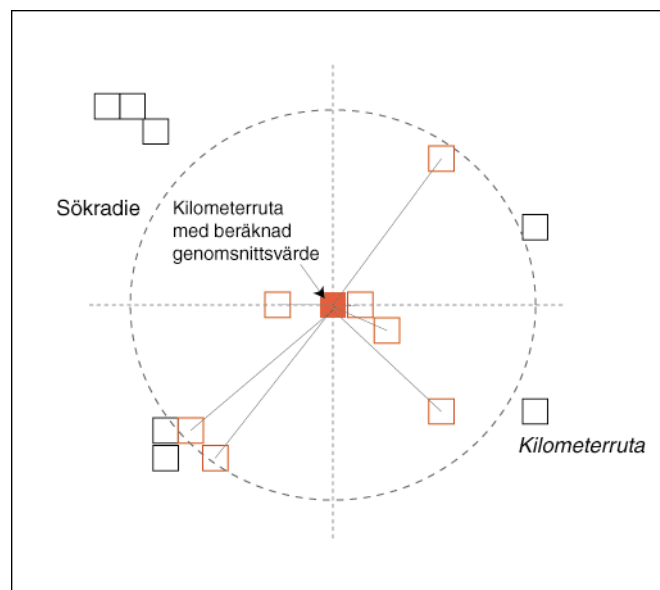 Sökradie
Kilometerruta
med beräknad
genomsnittsvärde
Kilometerruta